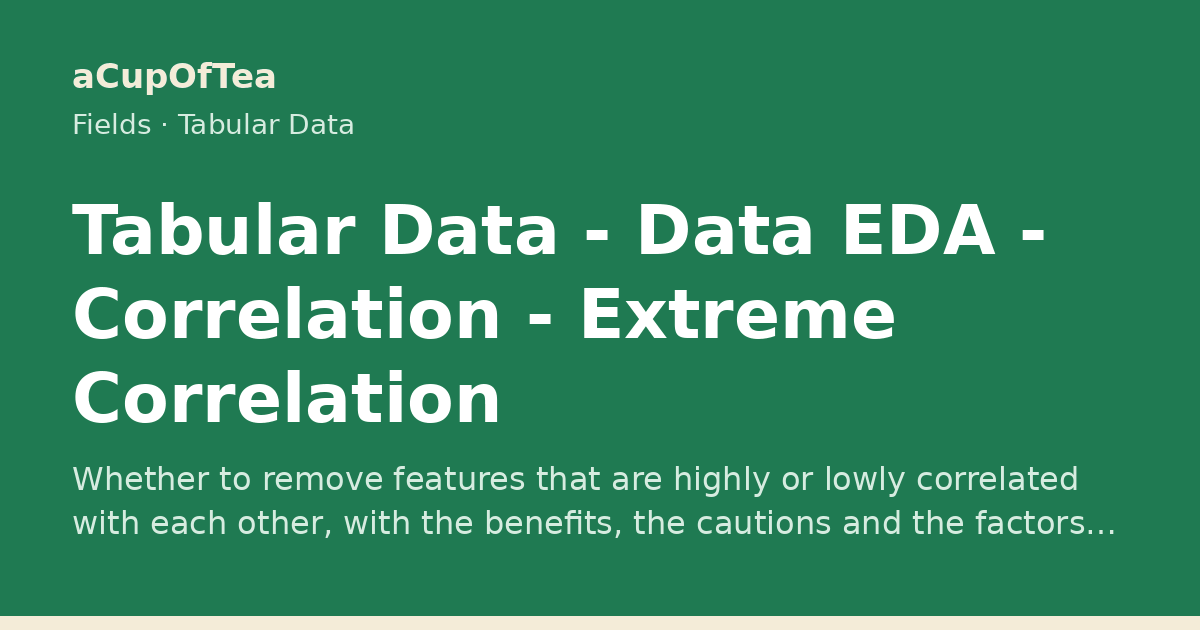 aCupOfTea
Fields · Tabular Data
Tabular Data - Data EDA -
Correlation - Extreme
Correlation
Whether to remove features that are highly or lowly correlated
with each other, with the benefits, the cautions and the factors...